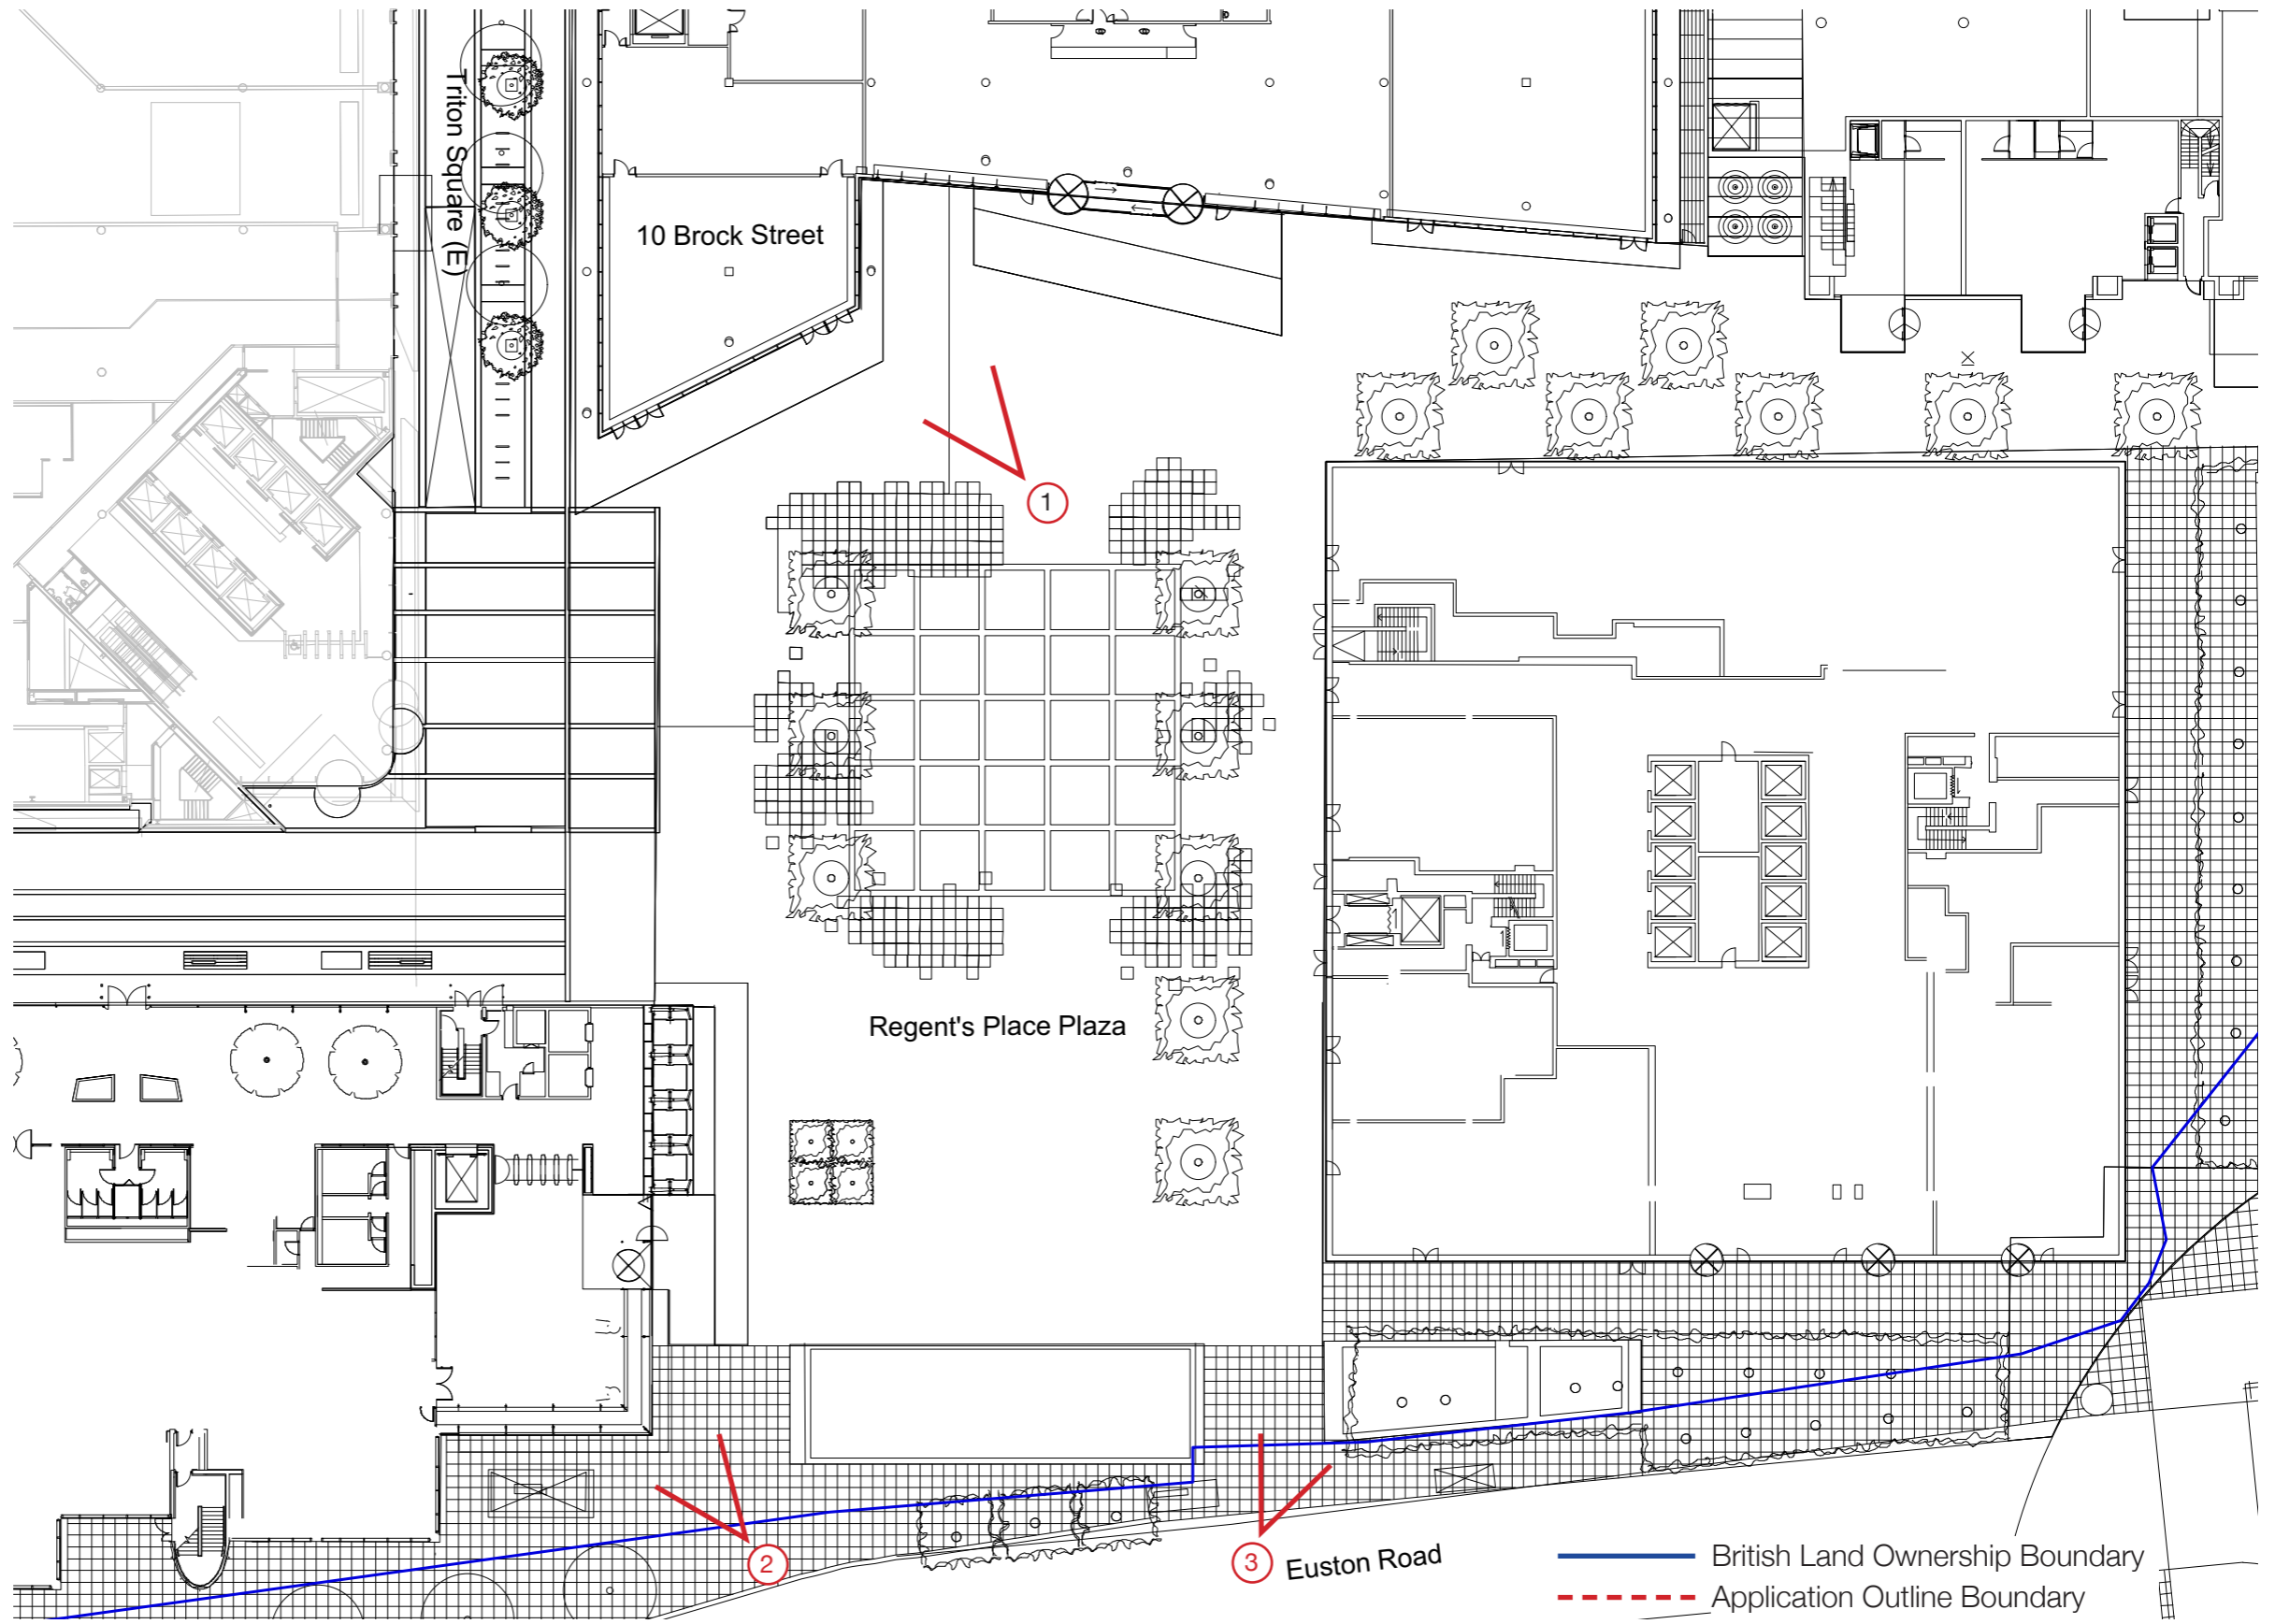 Triton Square (E)
10 Brock Street
1
Regent's Place Plaza
2
3
Euston Road
British Land Ownership Boundary
Application Outline Boundary